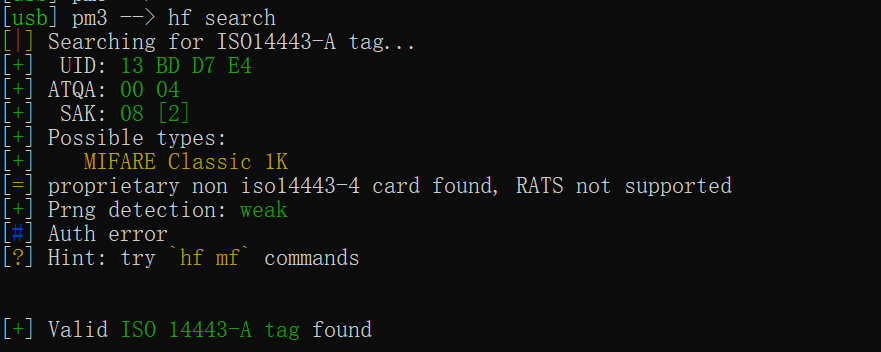 [usb] pm3 --> hf search
[|] Searching for ISO14443-A tag...
[+]  UID: 13 BD D7 E4
[+] ATQA: 00 04
[+]  SAK: 08 [2]
[+] Possible types:
[+]    MIFARE Classic 1K
[=] proprietary non iso14443-4 card found, RATS not supported
[+] Prng detection: weak
[#] Auth error
[?] Hint: try `hf mf` commands
[+] Valid ISO 14443-A tag found